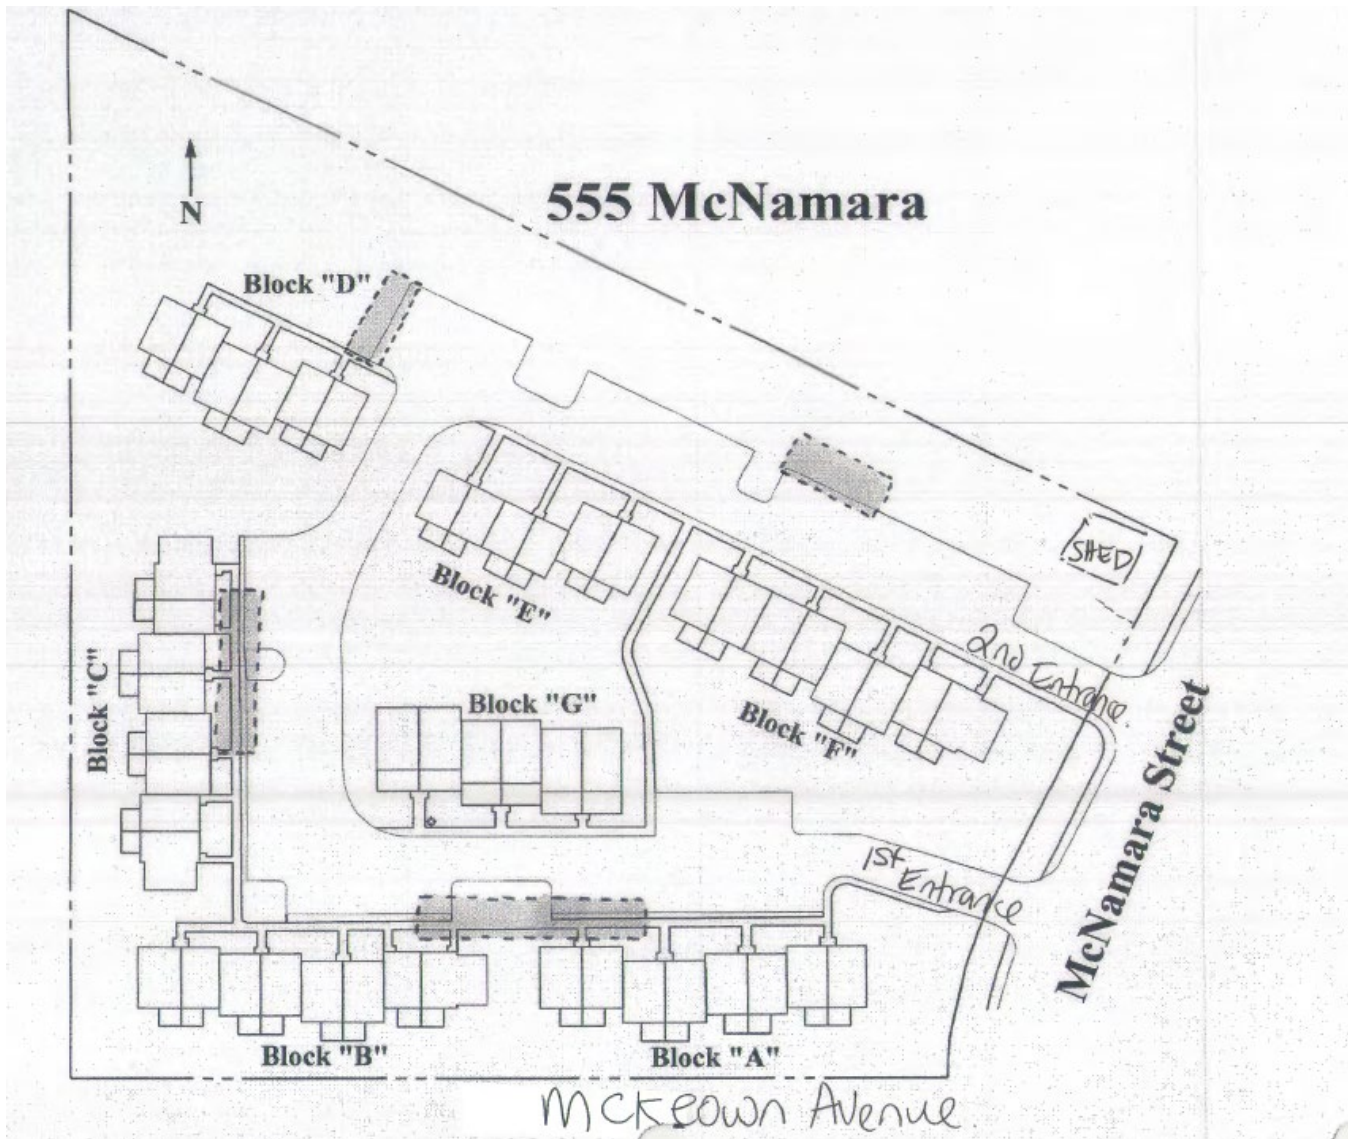 555 McNamara
N
Block "D"
SHED
Block "E"
2nd Entrance
Block "C"
Block "G"
Block "F"
McNamara Street
1st Entrance
Block "B"
Block "A"
McKeown Avenue